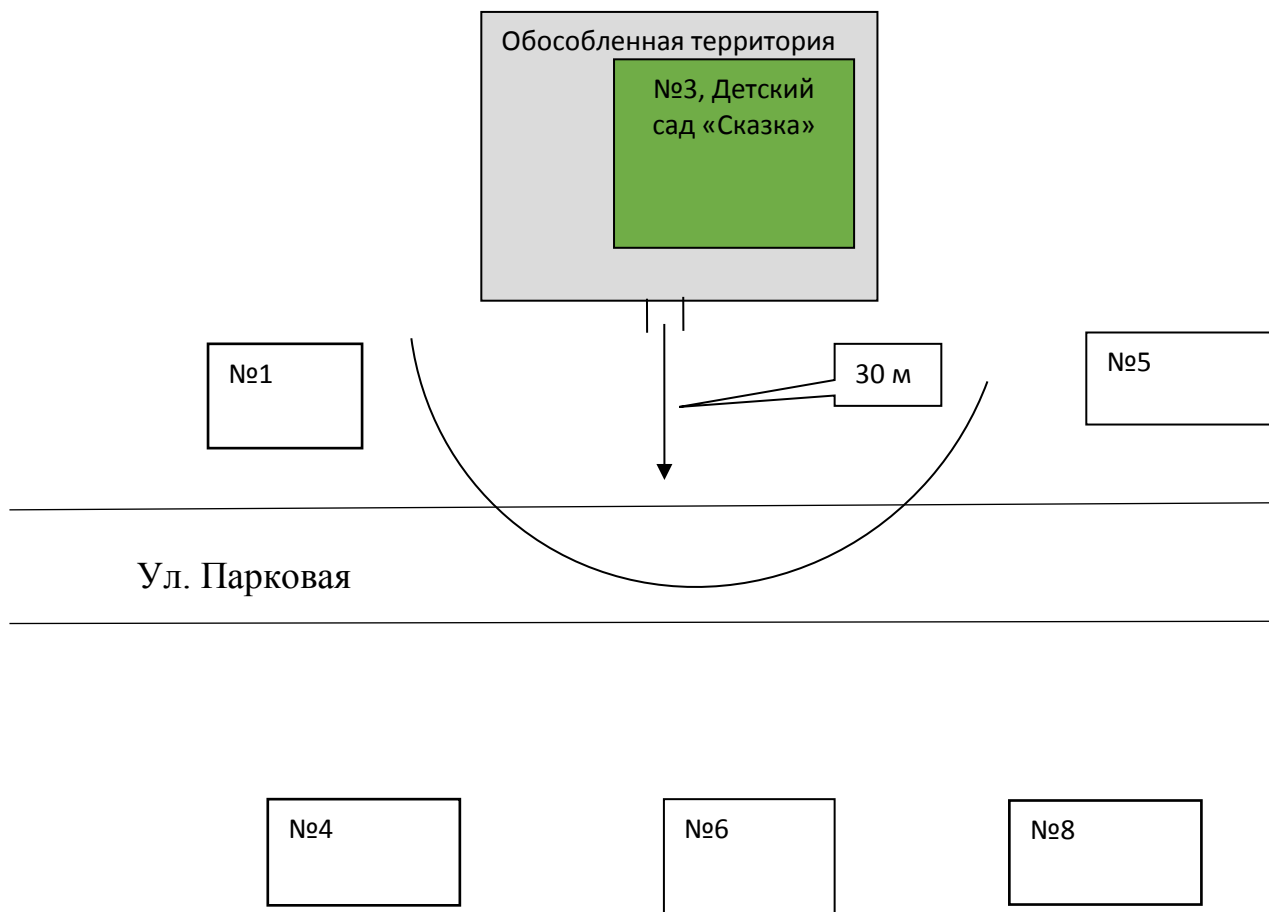 Обособленная территория
№3, Детский
сад «Сказка»
№1
30 м
№5
Ул. Парковая
№4
№6
№8